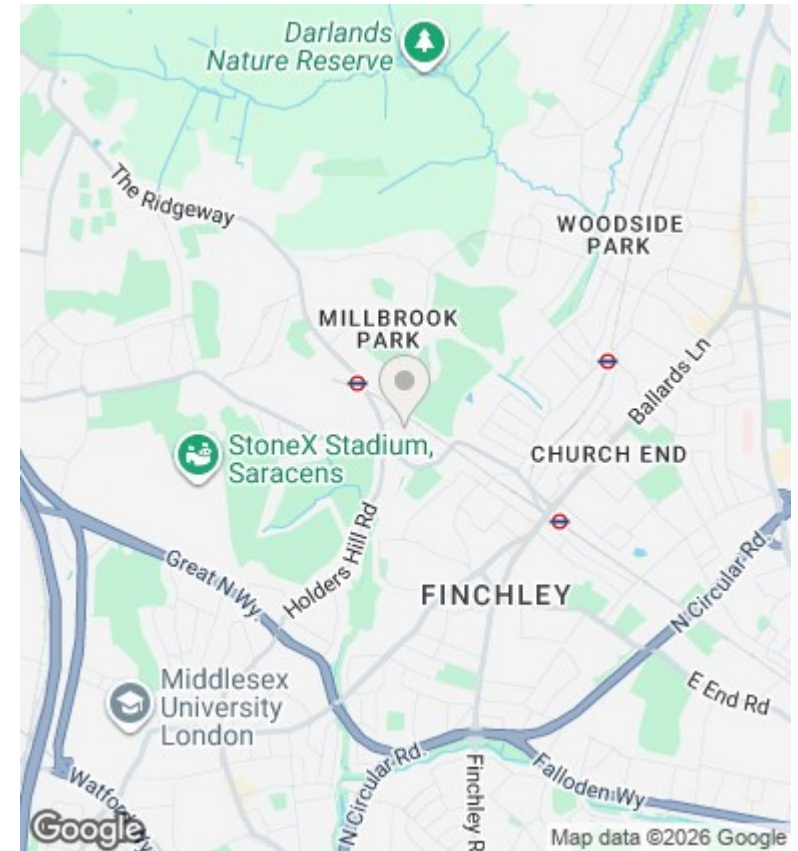 Darlands
Nature Reserve
The Ridgeway
WOODSIDE
PARK
MILLBROOK
PARK
Ballards Ln
StoneX Stadium,
Saracens
CHURCH END
Holders Hill Rd
Great N Wy.
FINCHLEY
N Circular Rd.
E End Rd
Middlesex
University
London
N Circular Rd.
Finchley R
Falloden Wy
Watford
Google
Map data ©2026 Google